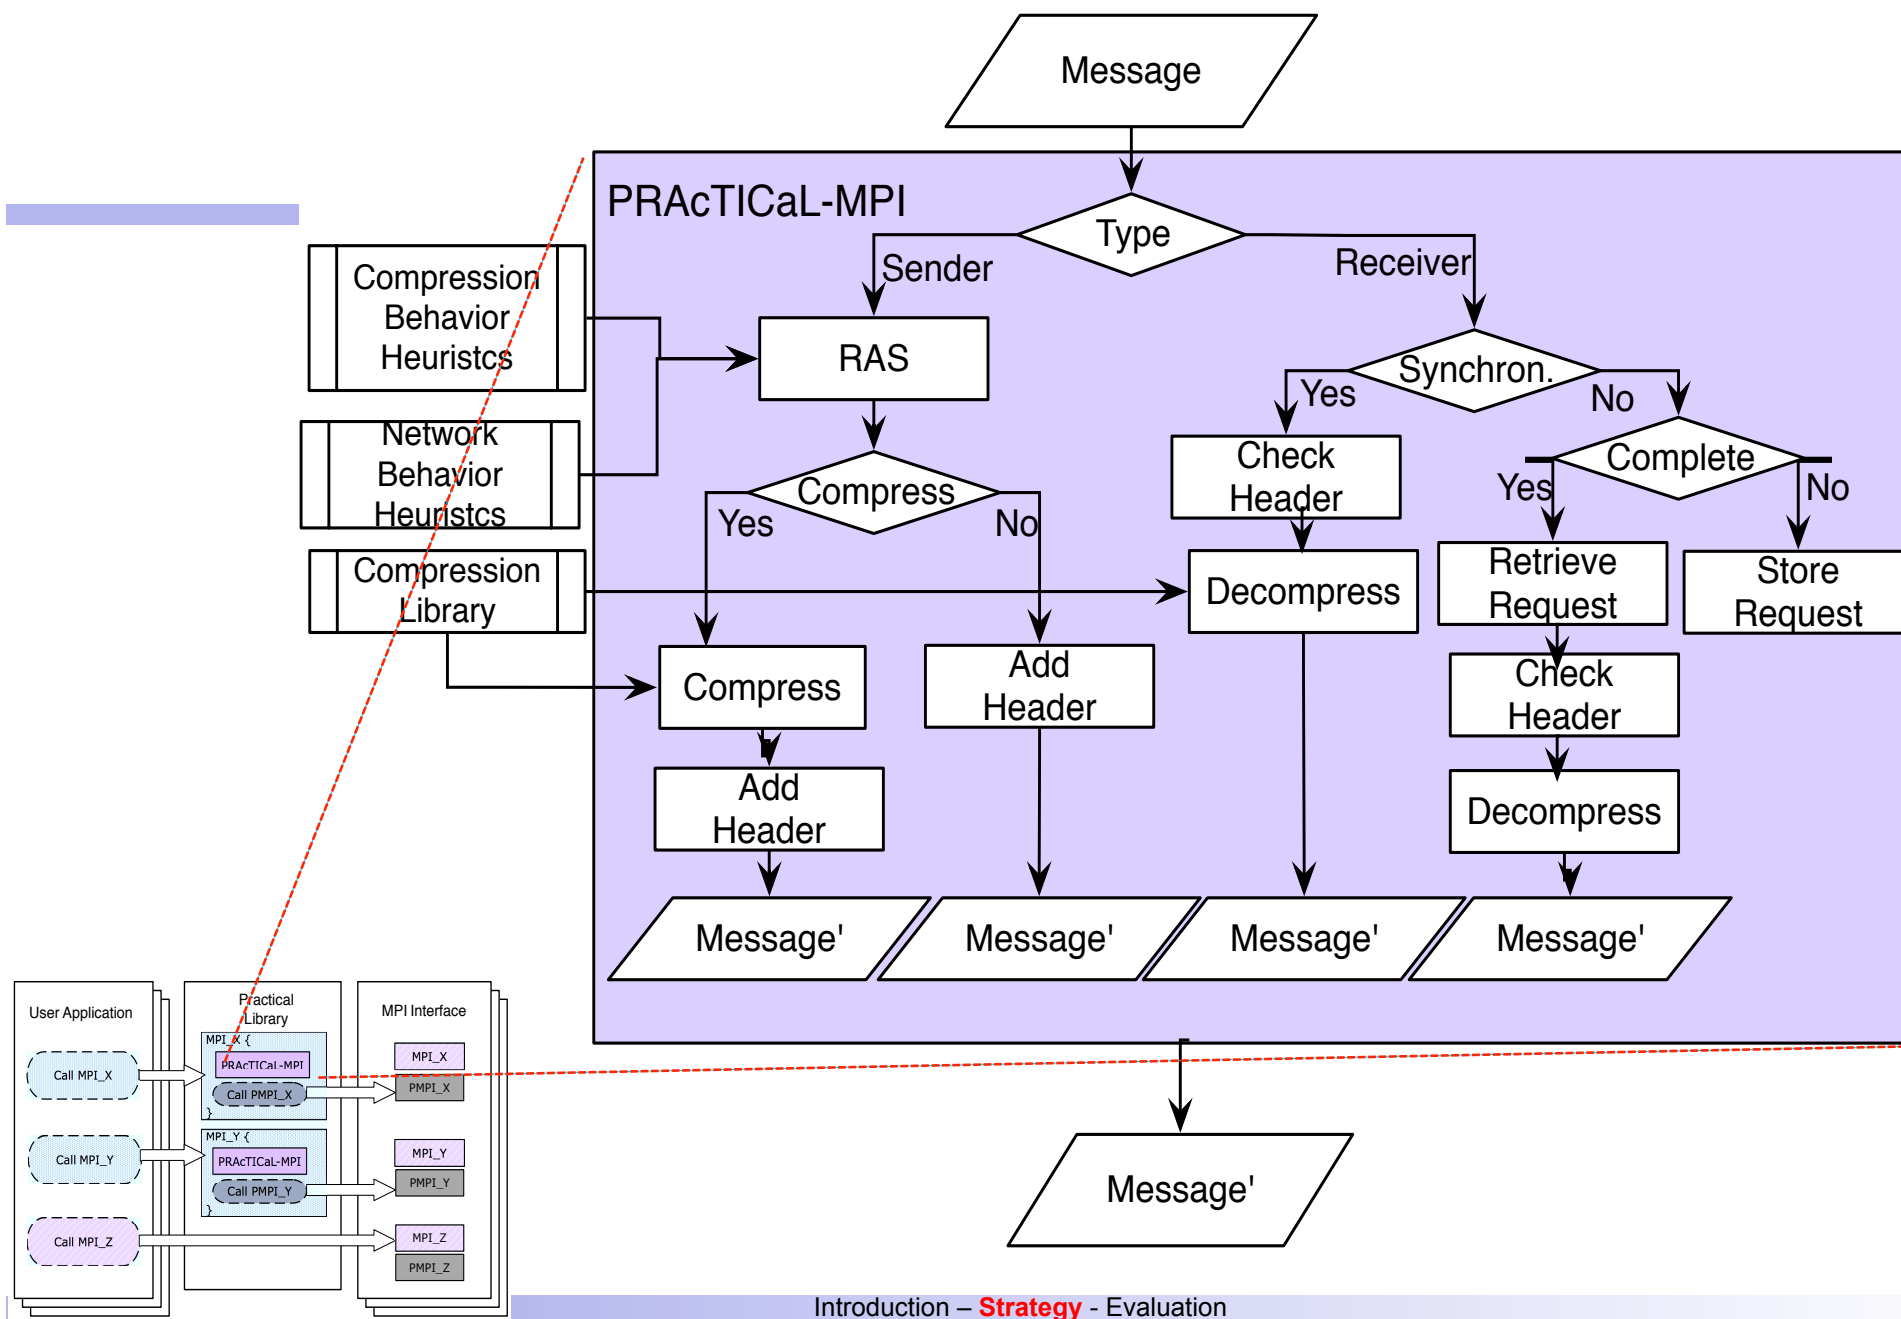 Message
PRAcTICaL-MPI
Type
Sender
Receiver
Compression
Behavior
Heuristcs
RAS
Synchron.
Yes
No
Network
Behavior
Heuristcs
Check
Header
Complete
Yes
No
Compress
Yes
No
Compression
Library
Decompress
Retrieve
Request
Store
Request
Compress
Add
Header
Check
Header
Add
Header
Decompress
Message'
Message'
Message'
Message'
User Application
Practical
Library
MPI Interface
MPI_X {
PRAcTICaL-MPI
Call MPI_X
Call PMPI_X
}
MPI_X
PMPI_X
MPI_Y {
PRAcTICaL-MPI
Call MPI_Y
Call PMPI_Y
}
MPI_Y
PMPI_Y
Call MPI_Z
MPI_Z
PMPI_Z
Message'
Introduction – Strategy - Evaluation